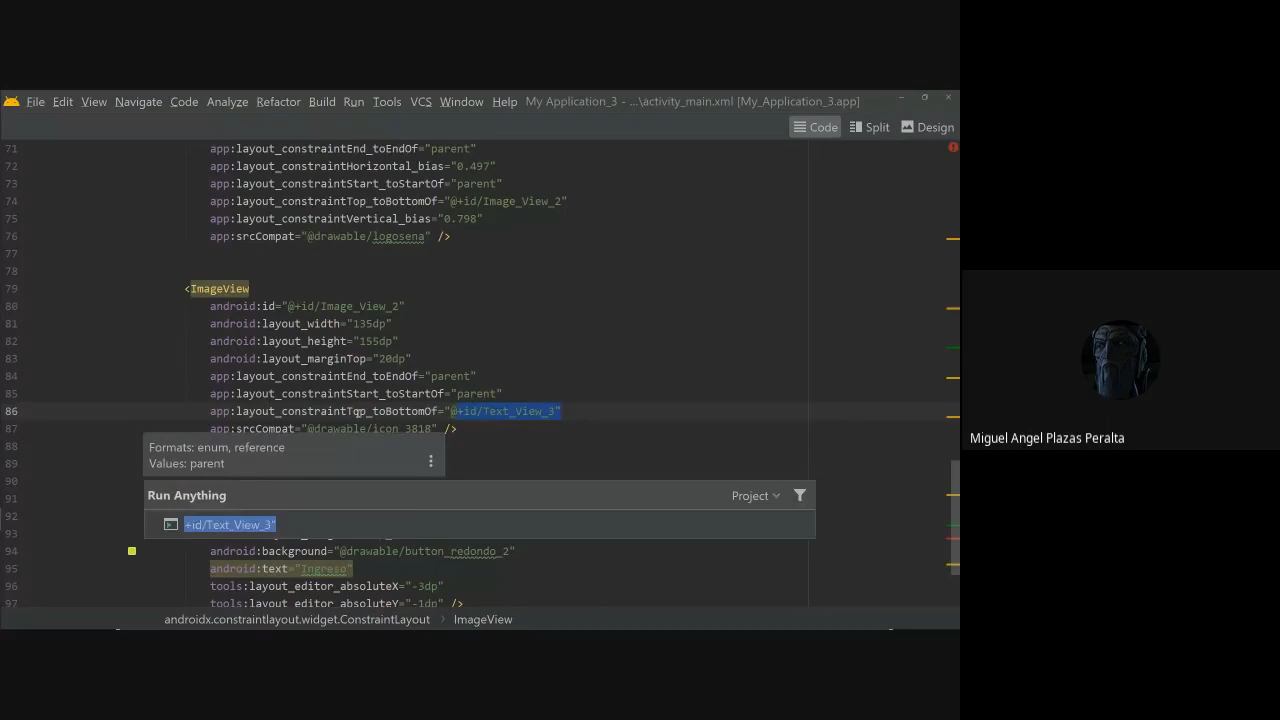 File Edit View Navigate Code Analyze Refactor Build Run Tools VCS Window Help My Application_3 - ...\activity_main.xml [My_Application_3.app]
Code Split Design
71 app:layout_constraintEnd_toEndOf="parent"
72 app:layout_constraintHorizontal_bias="0.497"
73 app:layout_constraintStart_toStartOf="parent"
74 app:layout_constraintTop_toBottomOf="@+id/Image_View_2"
75 app:layout_constraintVertical_bias="0.798"
76 app:srcCompat="@drawable/logosena" />
77
78
79 <ImageView
80 android:id="@+id/Image_View_2"
81 android:layout_width="135dp"
82 android:layout_height="155dp"
83 android:layout_marginTop="20dp"
84 app:layout_constraintEnd_toEndOf="parent"
85 app:layout_constraintStart_toStartOf="parent"
86 app:layout_constraintTop_toBottomOf="@+id/Text_View_3"
87 app:srcCompat="@drawable/icon_3818" />
88 Formats: enum, reference
89 Values: parent
90
91 Run Anything Project
92 +id/Text_View_3"
93
94 android:background="@drawable/button_redondo_2"
95 android:text="Ingreso"
96 tools:layout_editor_absoluteX="-3dp"
97 tools:layout_editor_absoluteY="-1dp" />
androidx.constraintlayout.widget.ConstraintLayout ImageView
Miguel Angel Plazas Peralta